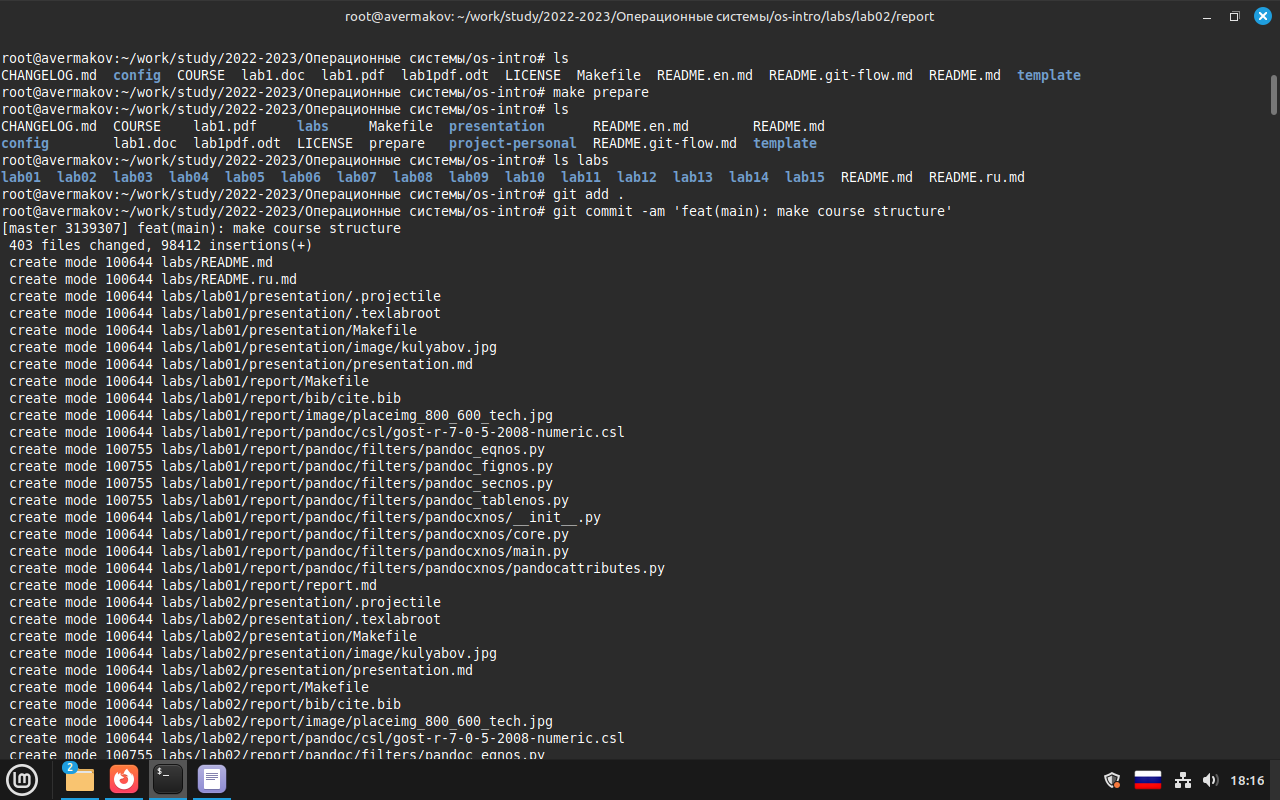 root@avermakov: ~/work/study/2022-2023/Операционные системы/os-intro/labs/lab02/report
root@avermakov:~/work/study/2022-2023/Операционные системы/os-intro# ls
CHANGELOG.md  config  COURSE  lab1.doc  lab1.pdf  lab1pdf.odt  LICENSE  Makefile  README.en.md  README.git-flow.md  README.md  template
root@avermakov:~/work/study/2022-2023/Операционные системы/os-intro# make prepare
root@avermakov:~/work/study/2022-2023/Операционные системы/os-intro# ls
CHANGELOG.md  COURSE    lab1.pdf     labs     Makefile  presentation      README.en.md        README.md
config        lab1.doc  lab1pdf.odt  LICENSE  prepare   project-personal  README.git-flow.md  template
root@avermakov:~/work/study/2022-2023/Операционные системы/os-intro# ls labs
lab01  lab02  lab03  lab04  lab05  lab06  lab07  lab08  lab09  lab10  lab11  lab12  lab13  lab14  lab15  README.md  README.ru.md
root@avermakov:~/work/study/2022-2023/Операционные системы/os-intro# git add .
root@avermakov:~/work/study/2022-2023/Операционные системы/os-intro# git commit -am 'feat(main): make course structure'
[master 3139307] feat(main): make course structure
 403 files changed, 98412 insertions(+)
 create mode 100644 labs/README.md
 create mode 100644 labs/README.ru.md
 create mode 100644 labs/lab01/presentation/.projectile
 create mode 100644 labs/lab01/presentation/.texlabroot
 create mode 100644 labs/lab01/presentation/Makefile
 create mode 100644 labs/lab01/presentation/image/kulyabov.jpg
 create mode 100644 labs/lab01/presentation/presentation.md
 create mode 100644 labs/lab01/report/Makefile
 create mode 100644 labs/lab01/report/bib/cite.bib
 create mode 100644 labs/lab01/report/image/placeimg_800_600_tech.jpg
 create mode 100644 labs/lab01/report/pandoc/csl/gost-r-7-0-5-2008-numeric.csl
 create mode 100755 labs/lab01/report/pandoc/filters/pandoc_eqnos.py
 create mode 100755 labs/lab01/report/pandoc/filters/pandoc_fignos.py
 create mode 100755 labs/lab01/report/pandoc/filters/pandoc_secnos.py
 create mode 100755 labs/lab01/report/pandoc/filters/pandoc_tablenos.py
 create mode 100644 labs/lab01/report/pandoc/filters/pandocxnos/__init__.py
 create mode 100644 labs/lab01/report/pandoc/filters/pandocxnos/core.py
 create mode 100644 labs/lab01/report/pandoc/filters/pandocxnos/main.py
 create mode 100644 labs/lab01/report/pandoc/filters/pandocxnos/pandocattributes.py
 create mode 100644 labs/lab01/report/report.md
 create mode 100644 labs/lab02/presentation/.projectile
 create mode 100644 labs/lab02/presentation/.texlabroot
 create mode 100644 labs/lab02/presentation/Makefile
 create mode 100644 labs/lab02/presentation/image/kulyabov.jpg
 create mode 100644 labs/lab02/presentation/presentation.md
 create mode 100644 labs/lab02/report/Makefile
 create mode 100644 labs/lab02/report/bib/cite.bib
 create mode 100644 labs/lab02/report/image/placeimg_800_600_tech.jpg
 create mode 100644 labs/lab02/report/pandoc/csl/gost-r-7-0-5-2008-numeric.csl
 create mode 100755 labs/lab02/report/pandoc/filters/pandoc_eqnos.py
2
$_
18:16